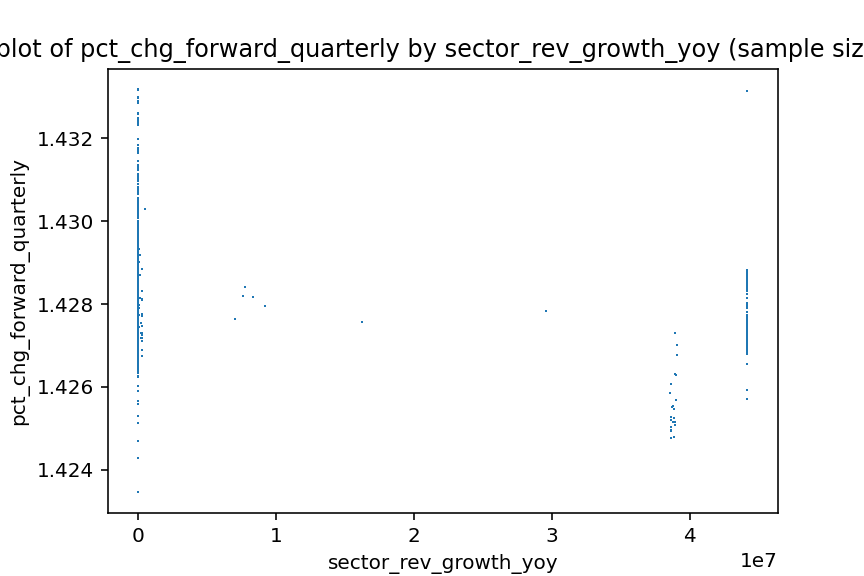 plot of pct_chg_forward_quarterly by sector_rev_growth_yoy (sample siz
pct_chg_forward_quarterly
1.432
1.430
1.428
1.426
1.424
0 1 2 3 4
1e7
sector_rev_growth_yoy